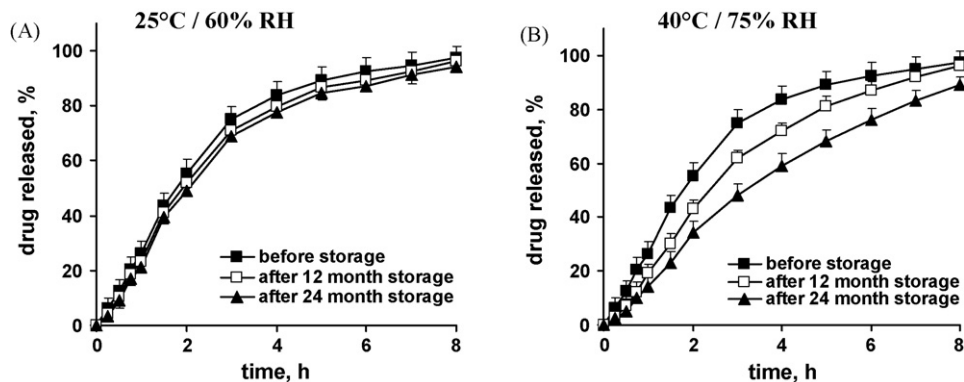 (A)
25°C / 60% RH
drug released, %
100
80
60
40
20
0
before storage
after 12 month storage
after 24 month storage
0 2 4 6 8
time, h
(B)
40°C / 75% RH
drug released, %
100
80
60
40
20
0
before storage
after 12 month storage
after 24 month storage
0 2 4 6 8
time, h